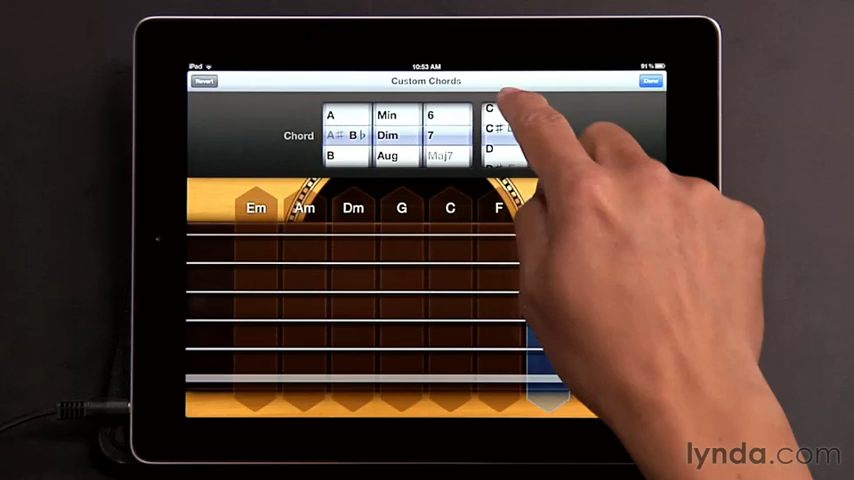 iPad 10:53 AM 91%
Revert Custom Chords Done
A Min 6 C
Chord A# B♭ Dim 7 C#
B Aug Maj7 D
Em Am Dm G C F
lynda.com